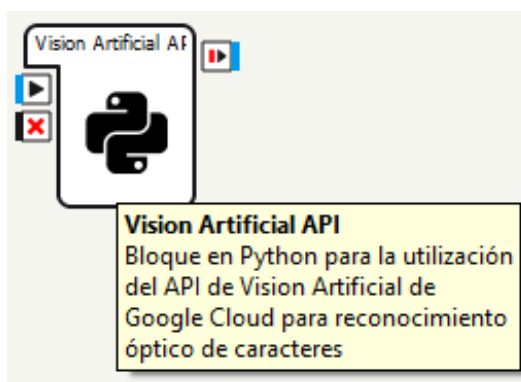 Vision Artificial AF
Vision Artificial API
Bloque en Python para la utilización
del API de Vision Artificial de
Google Cloud para reconocimiento
óptico de caracteres